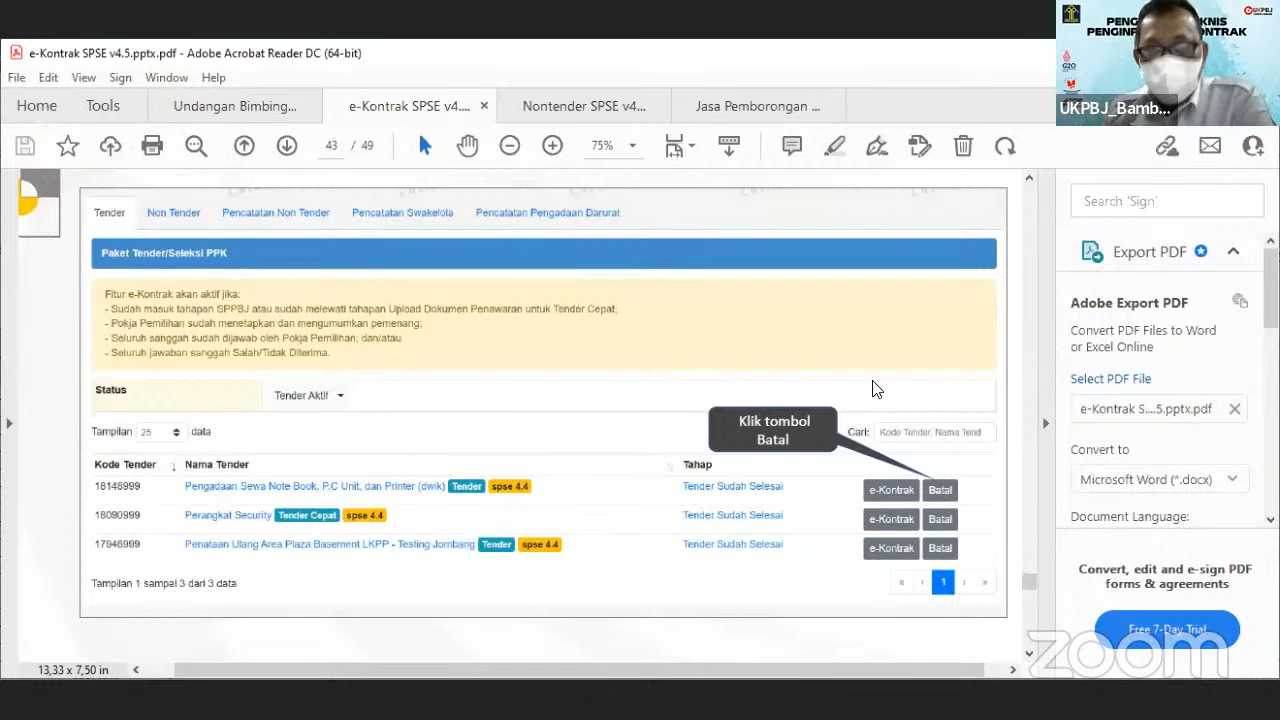 e-Kontrak SPSE v4.5.pptx.pdf - Adobe Acrobat Reader DC (64-bit)
File Edit View Sign Window Help
Home Tools Undangan Bimbing... e-Kontrak SPSE v4.... × Nontender SPSE v4... Jasa Pemborongan ...
43 / 49 75%
Tender Non Tender Pencatatan Non Tender Pencatatan Swakelola Pencatatan Pengadaan Darurat
Paket Tender/Seleksi PPK
Fitur e-Kontrak akan aktif jika:
- Sudah masuk tahapan SPPBJ atau sudah melewati tahapan Upload Dokumen Penawaran untuk Tender Cepat;
- Pokja Pemilihan sudah menetapkan dan mengumumkan pemenang;
- Seluruh sanggah sudah dijawab oleh Pokja Pemilihan; dan/atau
- Seluruh jawaban sanggah Salah/Tidak Diterima.
Status Tender Aktif
Klik tombol
Batal
Tampilan 25 data Cari: Kode Tender, Nama Tend
Kode Tender Nama Tender Tahap
18148999 Pengadaan Sewa Note Book, P.C Unit, dan Printer (dwik) Tender spse 4.4 Tender Sudah Selesai e-Kontrak Batal
18090999 Perangkat Security Tender Cepat spse 4.4 Tender Sudah Selesai e-Kontrak Batal
17946999 Penataan Ulang Area Plaza Basement LKPP - Testing Jombang Tender spse 4.4 Tender Sudah Selesai e-Kontrak Batal
Tampilan 1 sampai 3 dari 3 data « ‹ 1 › »
13,33 x 7,50 in
UKPBJ
G20
UKPBJ_Bamb...
Search 'Sign'
Export PDF
Adobe Export PDF
Convert PDF Files to Word
or Excel Online
Select PDF File
e-Kontrak S....5.pptx.pdf
Convert to
Microsoft Word (*.docx)
Document Language:
Convert, edit and e-sign PDF
forms & agreements
Free 7-Day Trial
zoom